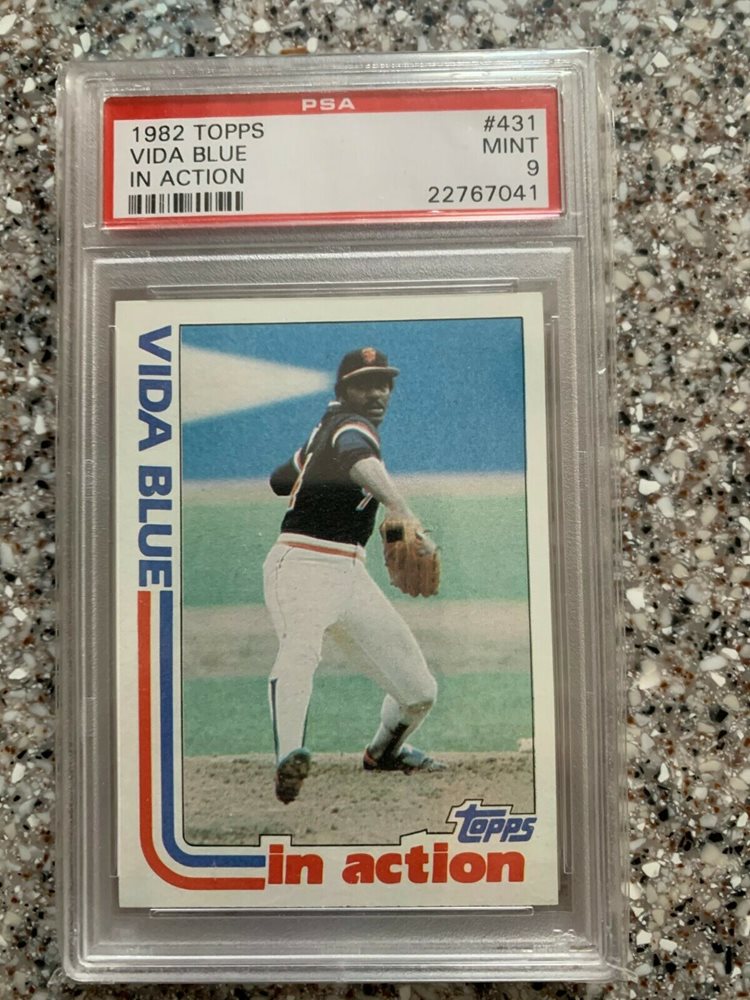 PSA
1982 TOPPS #431
VIDA BLUE MINT
IN ACTION 9
22767041
VIDA BLUE
topps
in action